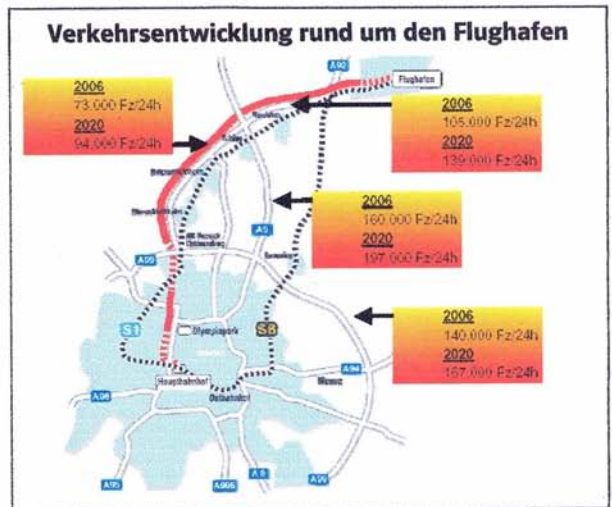 Verkehrsentwicklung rund um den Flughafen
A92
Flughafen
2006
73.000 Fz/24h
2020
94.000 Fz/24h
2006
105.000 Fz/24h
2020
139.000 Fz/24h
2006
160.000 Fz/24h
2020
197.000 Fz/24h
A9
A99
S1
Olympiapark
S8
2006
140.000 Fz/24h
2020
167.000 Fz/24h
Hauptbahnhof
Ostbahnhof
A94
A95
A9
A99